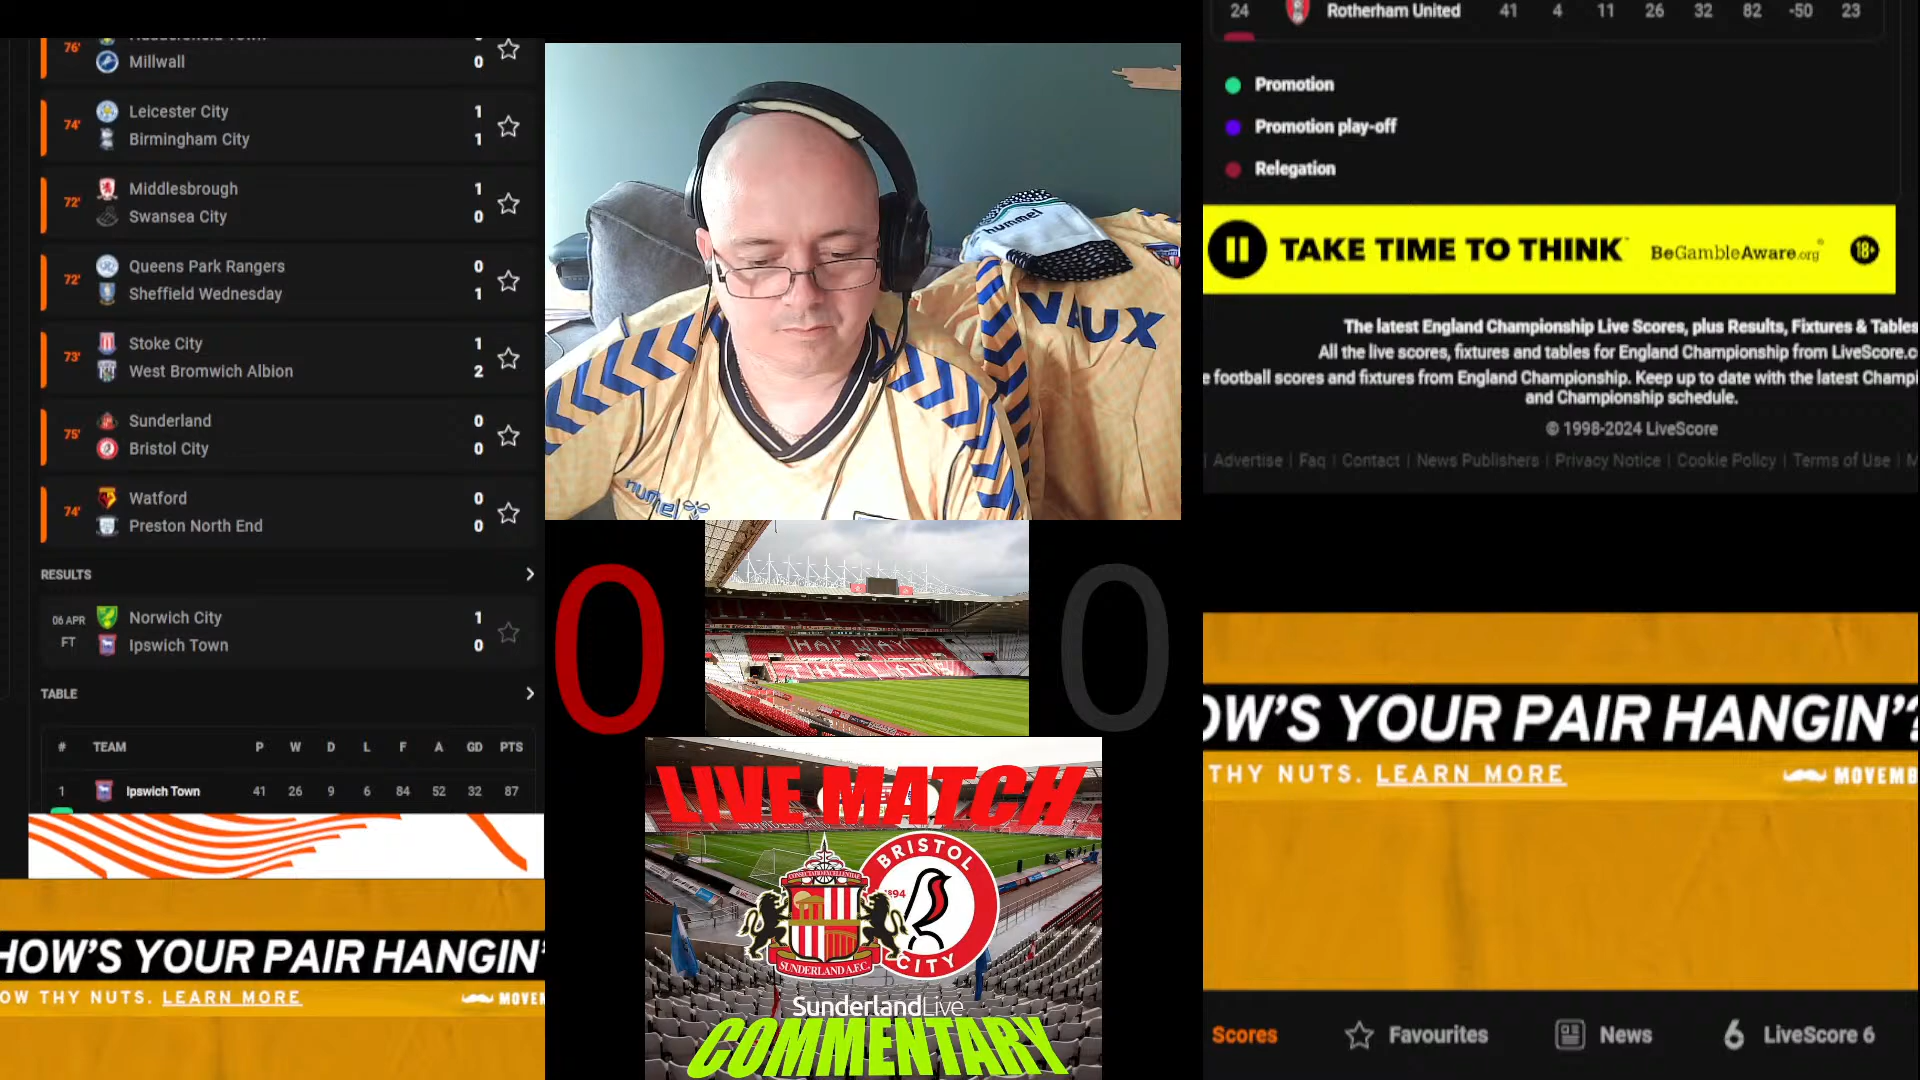 76'
Millwall 0
74'
Leicester City 1
Birmingham City 1
72'
Middlesbrough 1
Swansea City 0
72'
Queens Park Rangers 0
Sheffield Wednesday 1
73'
Stoke City 1
West Bromwich Albion 2
75'
Sunderland 0
Bristol City 0
74'
Watford 0
Preston North End 0
RESULTS
06 APR
FT
Norwich City 1
Ipswich Town 0
TABLE
# TEAM P W D L F A GD PTS
1 Ipswich Town 41 26 9 6 84 52 32 87
HOW'S YOUR PAIR HANGIN'
OW THY NUTS. LEARN MORE
MOVEM
hummel
VAUX
hummel
0 0
HA'WAY
THE LADS
LIVE MATCH
BRISTOL
CITY
SUNDERLAND A.F.C.
SunderlandLive
COMMENTARY
24 Rotherham United 41 4 11 26 32 82 -50 23
Promotion
Promotion play-off
Relegation
TAKE TIME TO THINK™ BeGambleAware.org® 18+
The latest England Championship Live Scores, plus Results, Fixtures & Tables
All the live scores, fixtures and tables for England Championship from LiveScore.c
e football scores and fixtures from England Championship. Keep up to date with the latest Champi
and Championship schedule.
© 1998-2024 LiveScore
| Advertise | Faq | Contact | News Publishers | Privacy Notice | Cookie Policy | Terms of Use | M
OW'S YOUR PAIR HANGIN'?
THY NUTS. LEARN MORE
MOVEMB
Scores
Favourites
News
6 LiveScore 6